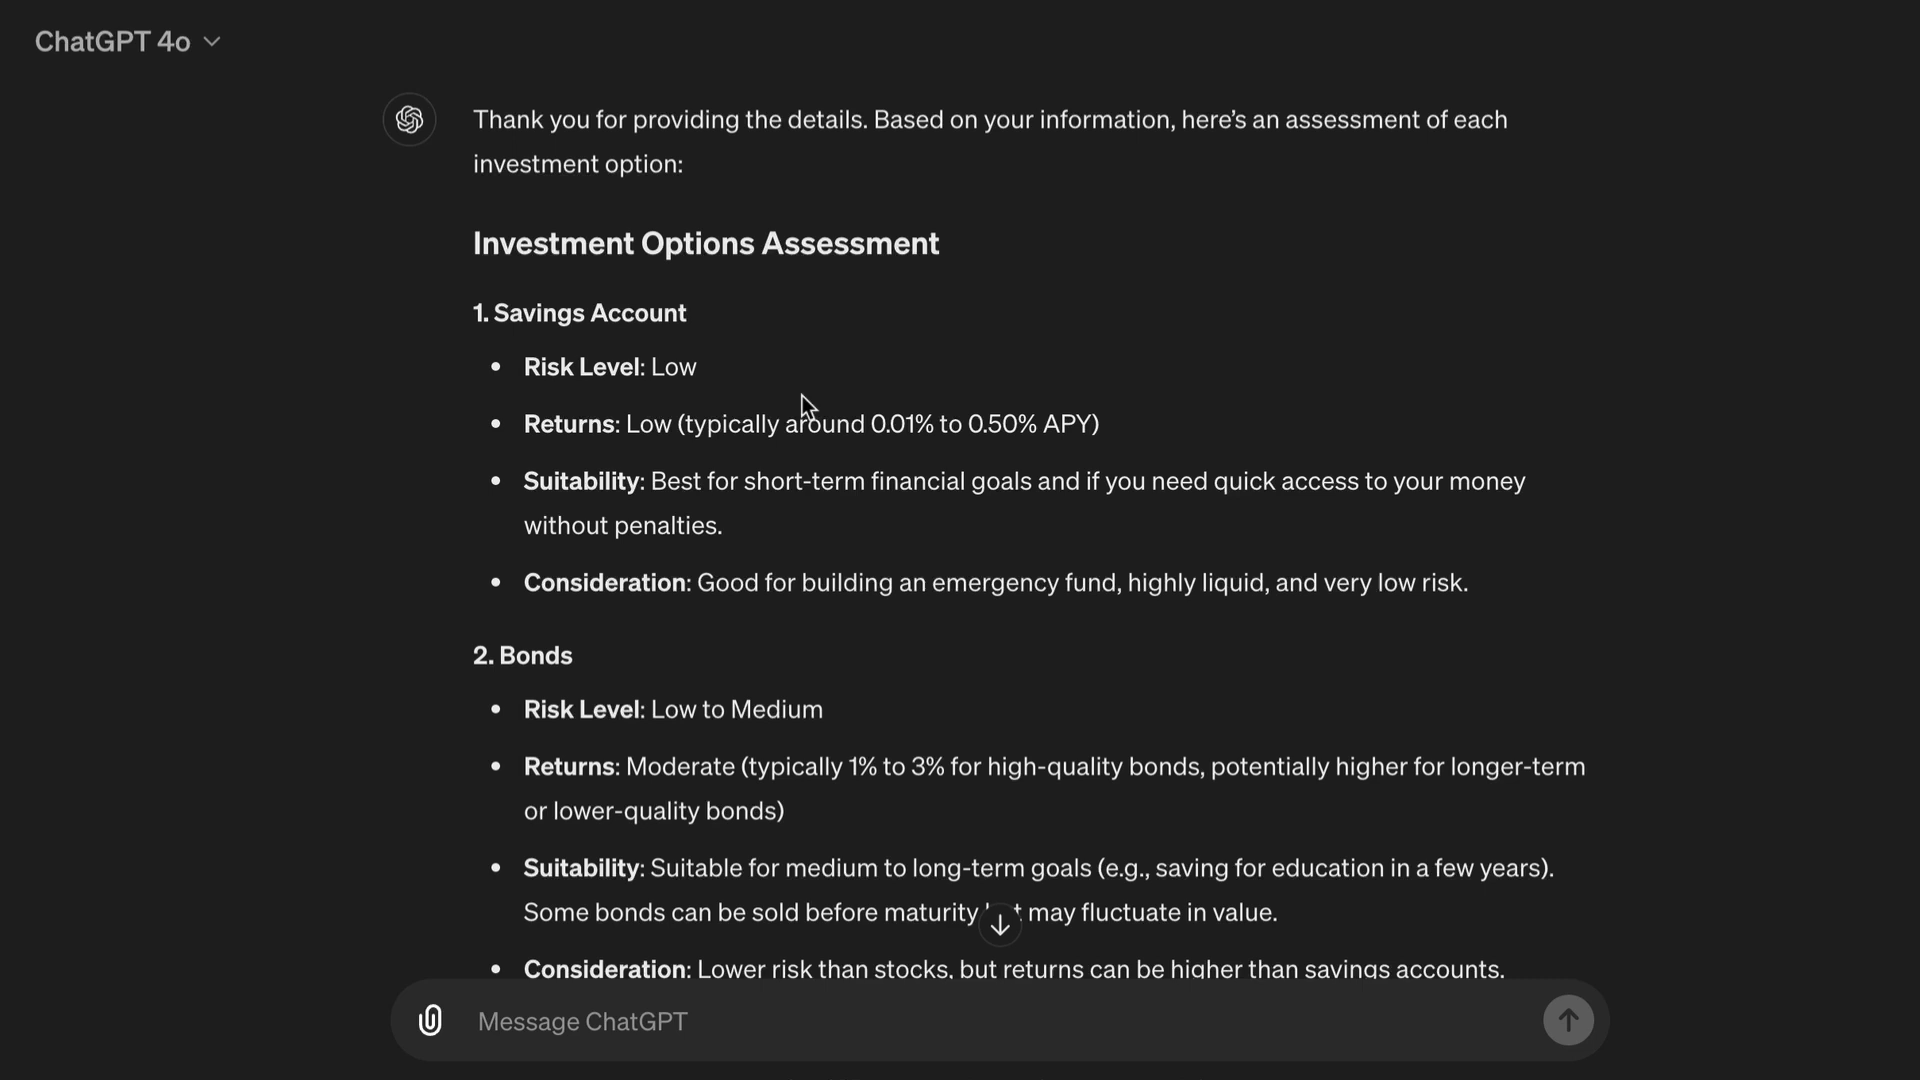 ChatGPT 4o
Thank you for providing the details. Based on your information, here’s an assessment of each
investment option:
Investment Options Assessment
1. Savings Account
• Risk Level: Low
• Returns: Low (typically around 0.01% to 0.50% APY)
• Suitability: Best for short-term financial goals and if you need quick access to your money
without penalties.
• Consideration: Good for building an emergency fund, highly liquid, and very low risk.
2. Bonds
• Risk Level: Low to Medium
• Returns: Moderate (typically 1% to 3% for high-quality bonds, potentially higher for longer-term
or lower-quality bonds)
• Suitability: Suitable for medium to long-term goals (e.g., saving for education in a few years).
Some bonds can be sold before maturity may fluctuate in value.
• Consideration: Lower risk than stocks, but returns can be higher than savings accounts.
Message ChatGPT